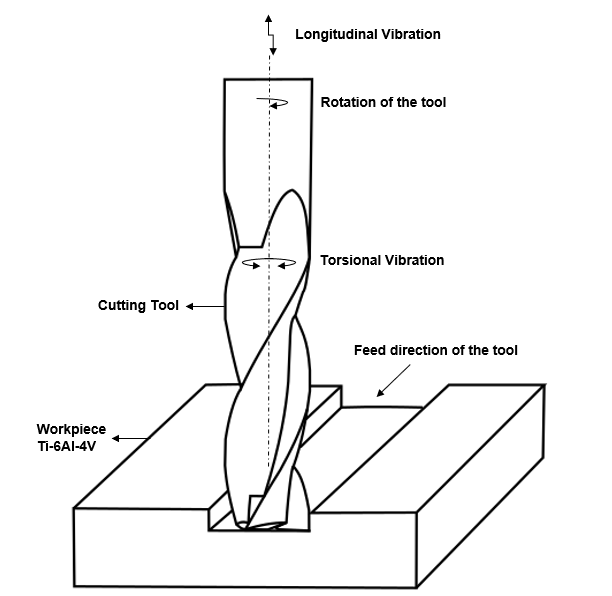 Longitudinal Vibration
Rotation of the tool
Torsional Vibration
Cutting Tool
Feed direction of the tool
Workpiece
Ti-6Al-4V